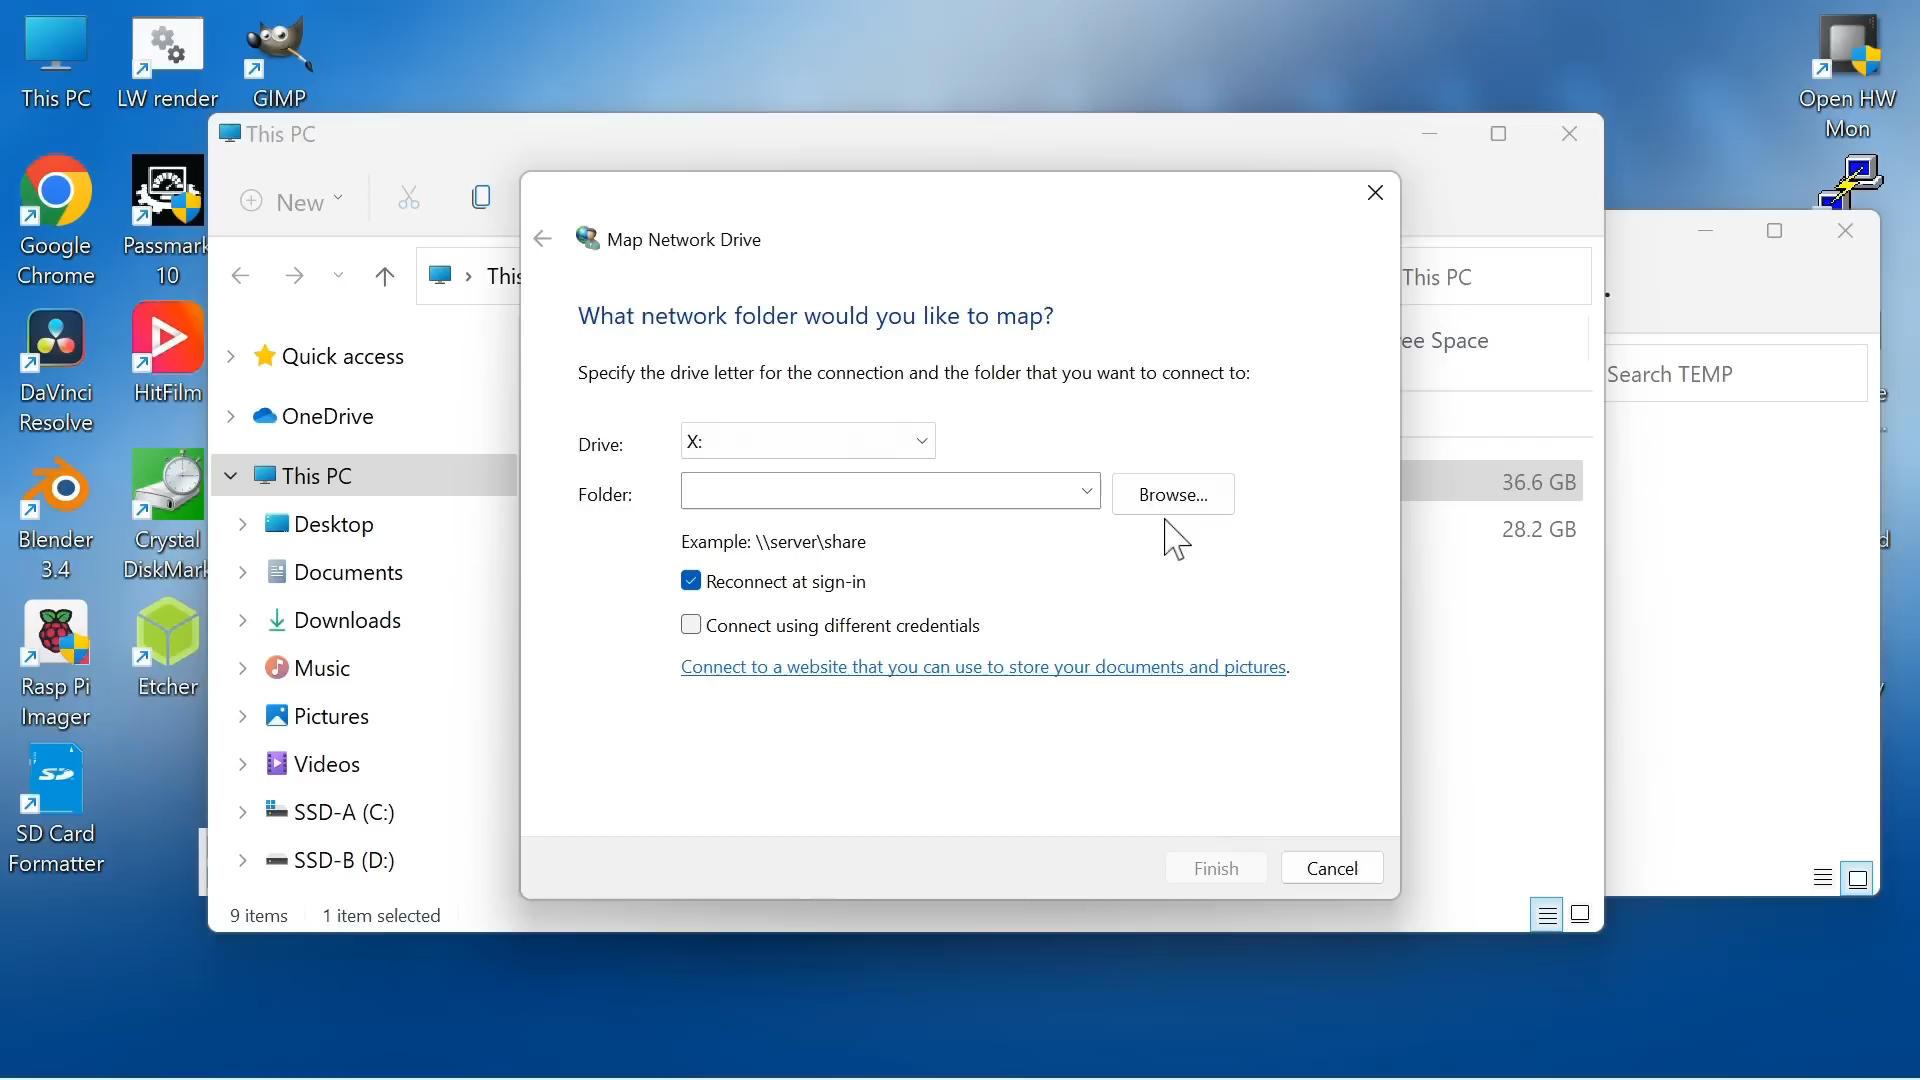 This PC
LW render
GIMP
Open HW
Mon
Google
Chrome
Passmark
10
DaVinci
Resolve
HitFilm
Blender
3.4
Crystal
DiskMark
Rasp Pi
Imager
Etcher
SD
SD Card
Formatter
This PC
New
This
This PC
ee Space
36.6 GB
28.2 GB
Quick access
OneDrive
This PC
Desktop
Documents
Downloads
Music
Pictures
Videos
SSD-A (C:)
SSD-B (D:)
9 items
1 item selected
Map Network Drive
What network folder would you like to map?
Specify the drive letter for the connection and the folder that you want to connect to:
Drive: X:
Folder: Browse...
Example: \\server\share
Reconnect at sign-in
Connect using different credentials
Connect to a website that you can use to store your documents and pictures.
Finish Cancel
Search TEMP